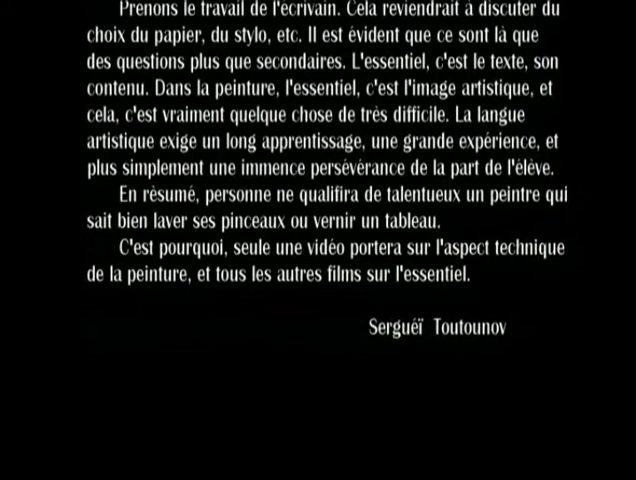 Prenons le travail de l'écrivain. Cela reviendrait à discuter du
choix du papier, du stylo, etc. Il est évident que ce sont là que
des questions plus que secondaires. L'essentiel, c'est le texte, son
contenu. Dans la peinture, l'essentiel, c'est l'image artistique, et
cela, c'est vraiment quelque chose de très difficile. La langue
artistique exige un long apprentissage, une grande expérience, et
plus simplement une immence persévérance de la part de l'élève.
En rèsumé, personne ne qualifira de talentueux un peintre qui
sait bien laver ses pinceaux ou vernir un tableau.
C'est pourquoi, seule une vidéo portera sur l'aspect technique
de la peinture, et tous les autres films sur l'essentiel.
Serguéï Toutounov